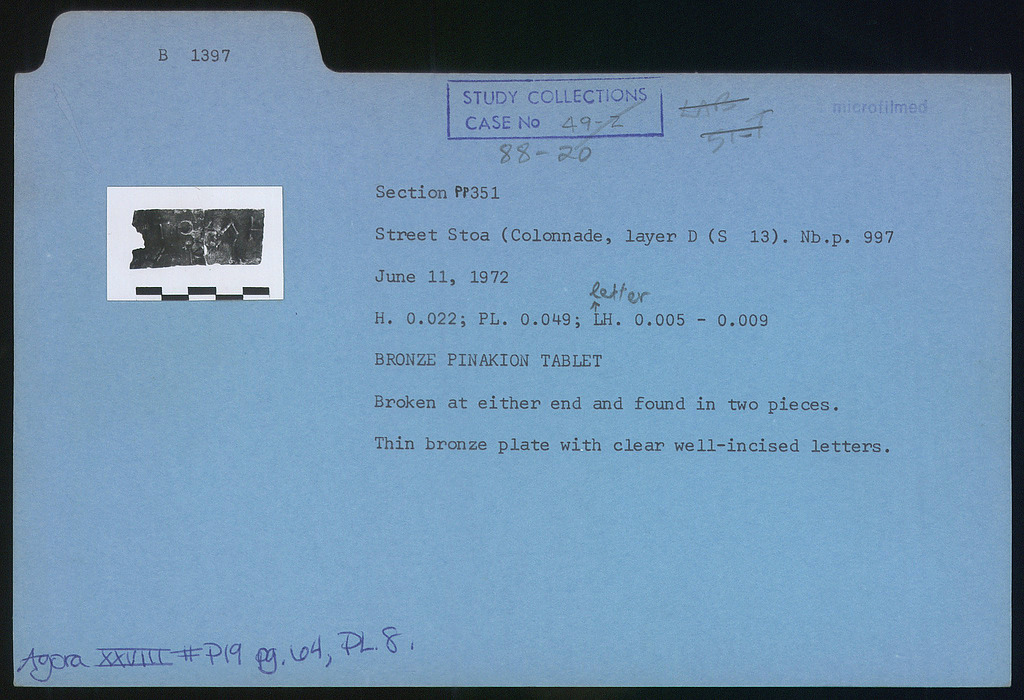 B 1397
STUDY COLLECTIONS
CASE No 49-Z
88-20
LAB
51-I
microfilmed
Section PP351
Street Stoa (Colonnade, layer D (S 13). Nb.p. 997
June 11, 1972
letter
H. 0.022; PL. 0.049; LH. 0.005 - 0.009
BRONZE PINAKION TABLET
Broken at either end and found in two pieces.
Thin bronze plate with clear well-incised letters.
Agora XXVIII # P19 pg. 64, PL. 8.